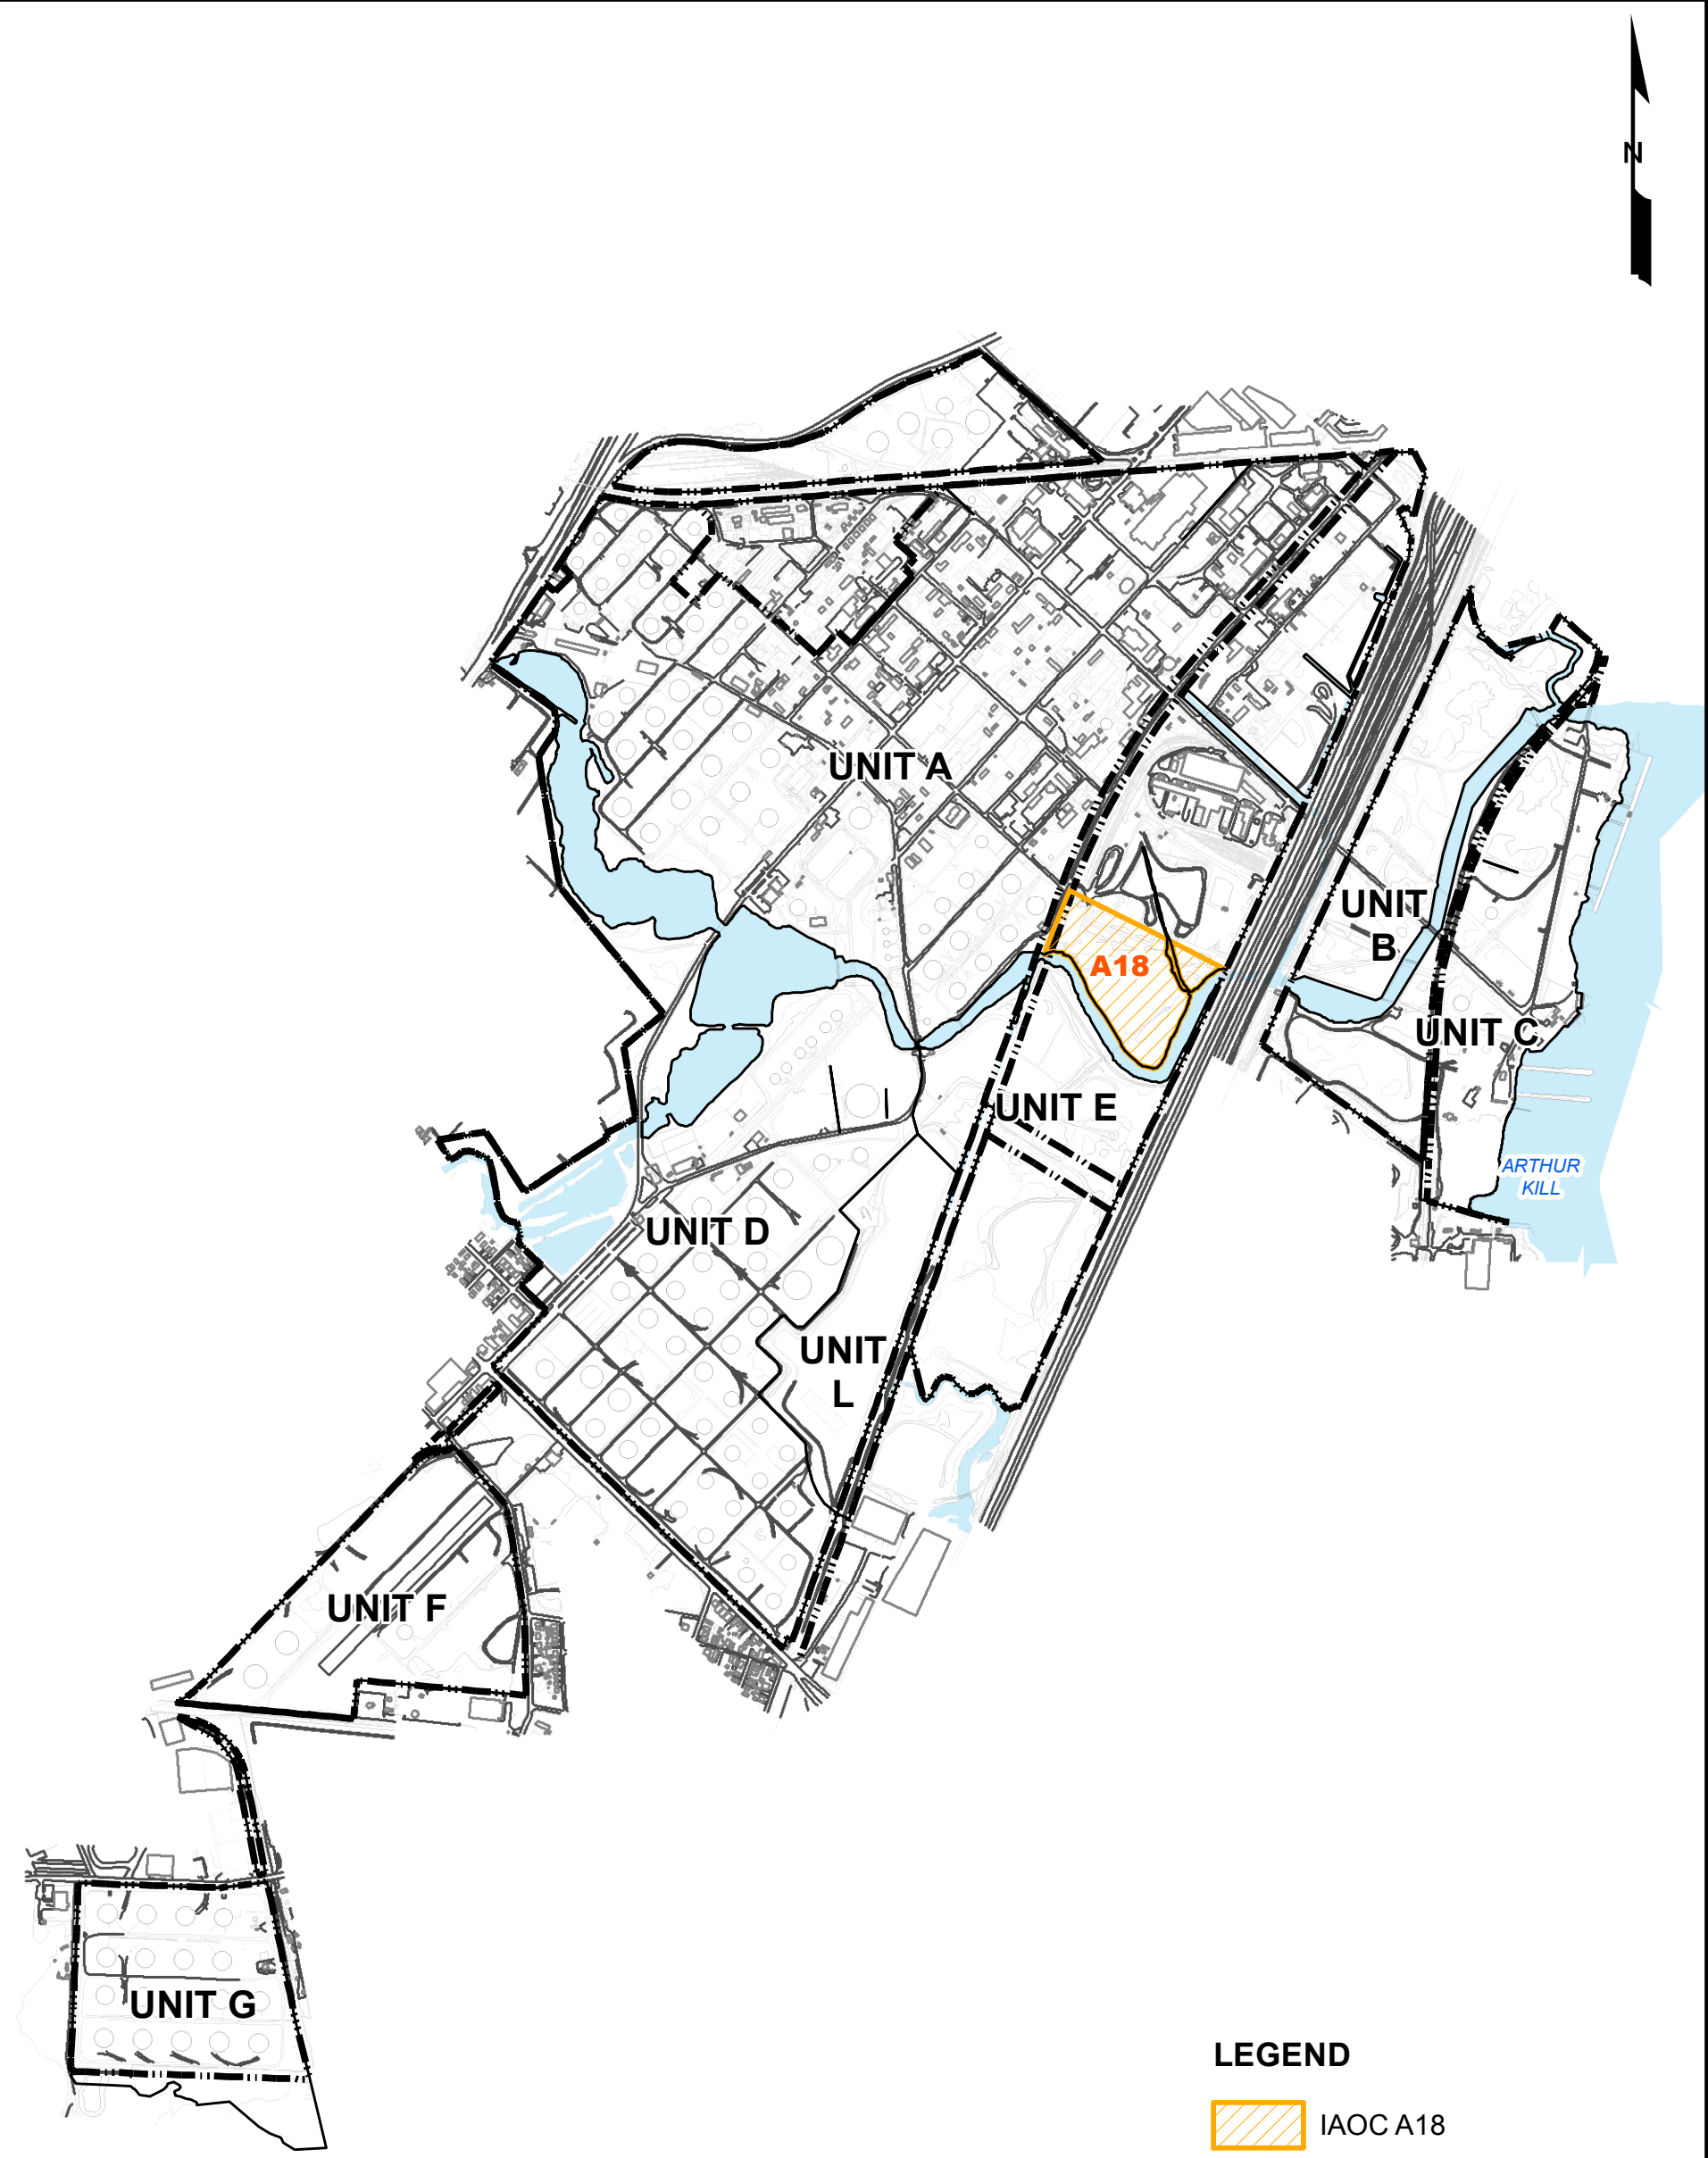 N
UNIT A
UNIT
B
A18
UNIT C
UNIT E
ARTHUR
KILL
UNIT D
UNIT
L
UNIT F
UNIT G
LEGEND
IAOC A18